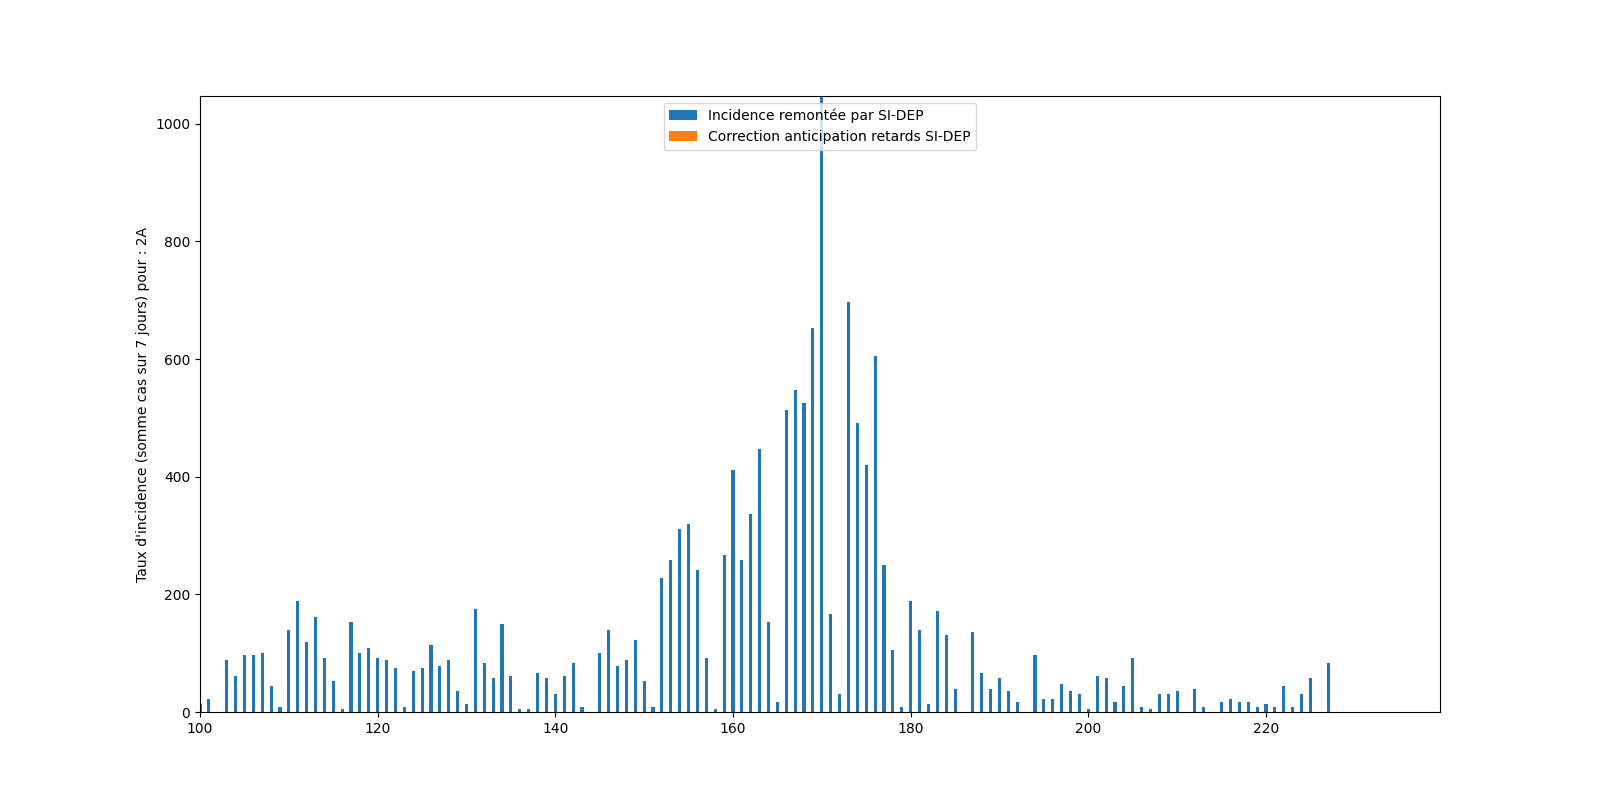 Incidence remontée par SI-DEP
Correction anticipation retards SI-DEP
Taux d'incidence (somme cas sur 7 jours) pour : 2A
1000
800
600
400
200
0
100 120 140 160 180 200 220